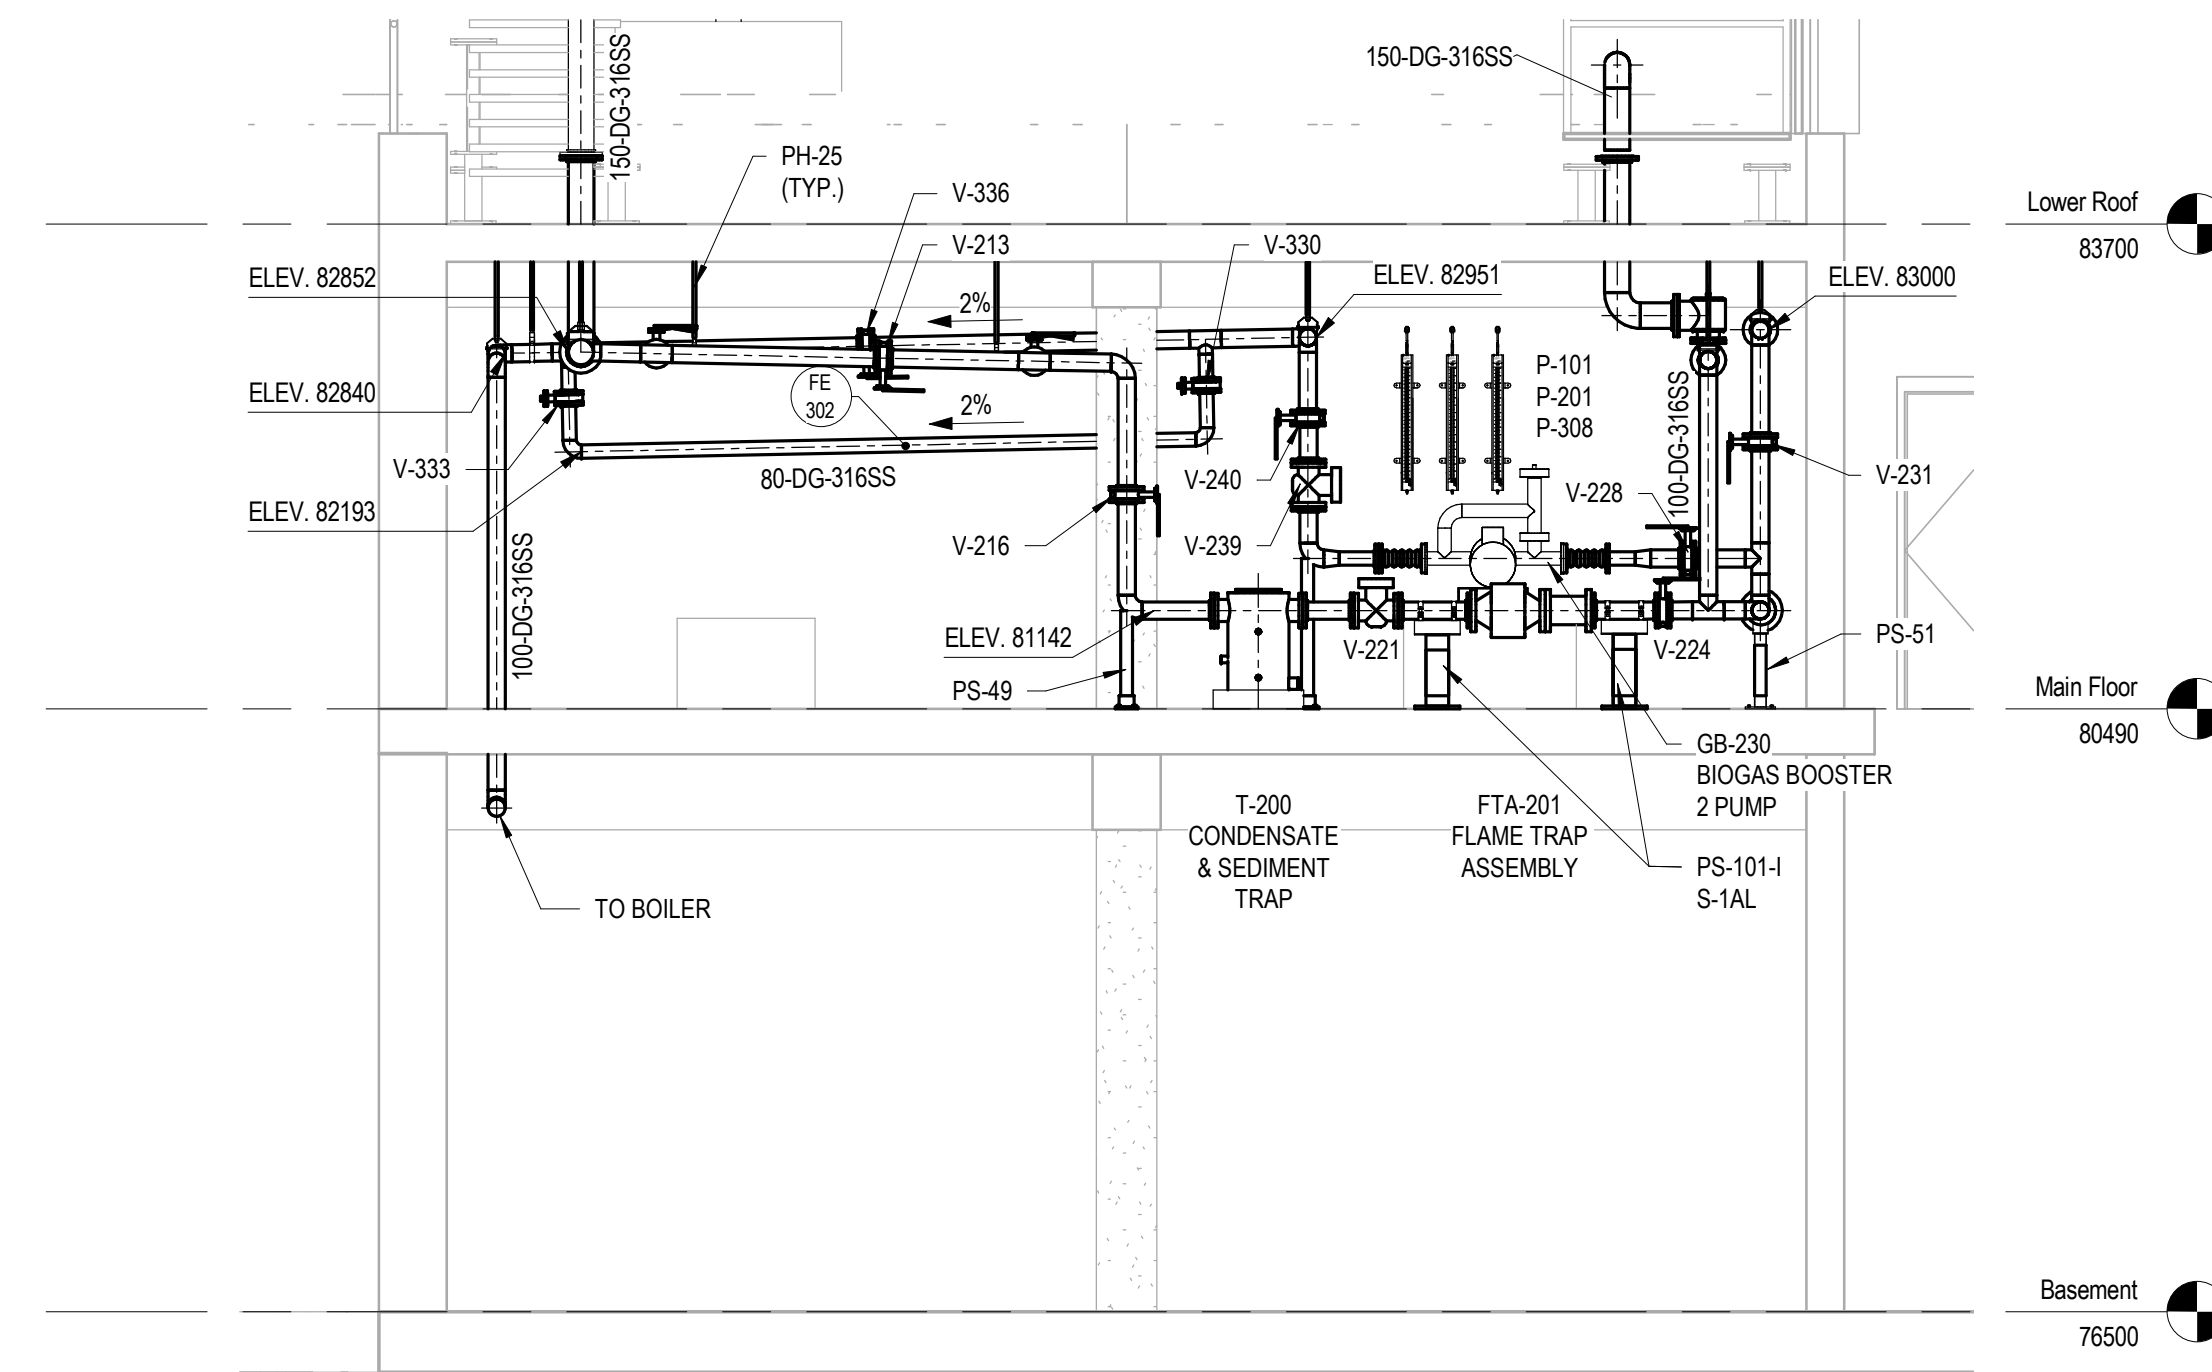 150-DG-316SS
150-DG-316SS
PH-25
(TYP.)
V-336
V-213
V-330
Lower Roof
83700
ELEV. 82852
ELEV. 82951
ELEV. 83000
2%
ELEV. 82840
FE
302
2%
P-101
P-201
P-308
100-DG-316SS
V-333
80-DG-316SS
V-240
V-228
V-231
ELEV. 82193
V-216
V-239
100-DG-316SS
ELEV. 81142
V-221
V-224
PS-51
PS-49
Main Floor
80490
GB-230
BIOGAS BOOSTER
2 PUMP
T-200
CONDENSATE
& SEDIMENT
TRAP
FTA-201
FLAME TRAP
ASSEMBLY
PS-101-I
S-1AL
TO BOILER
Basement
76500